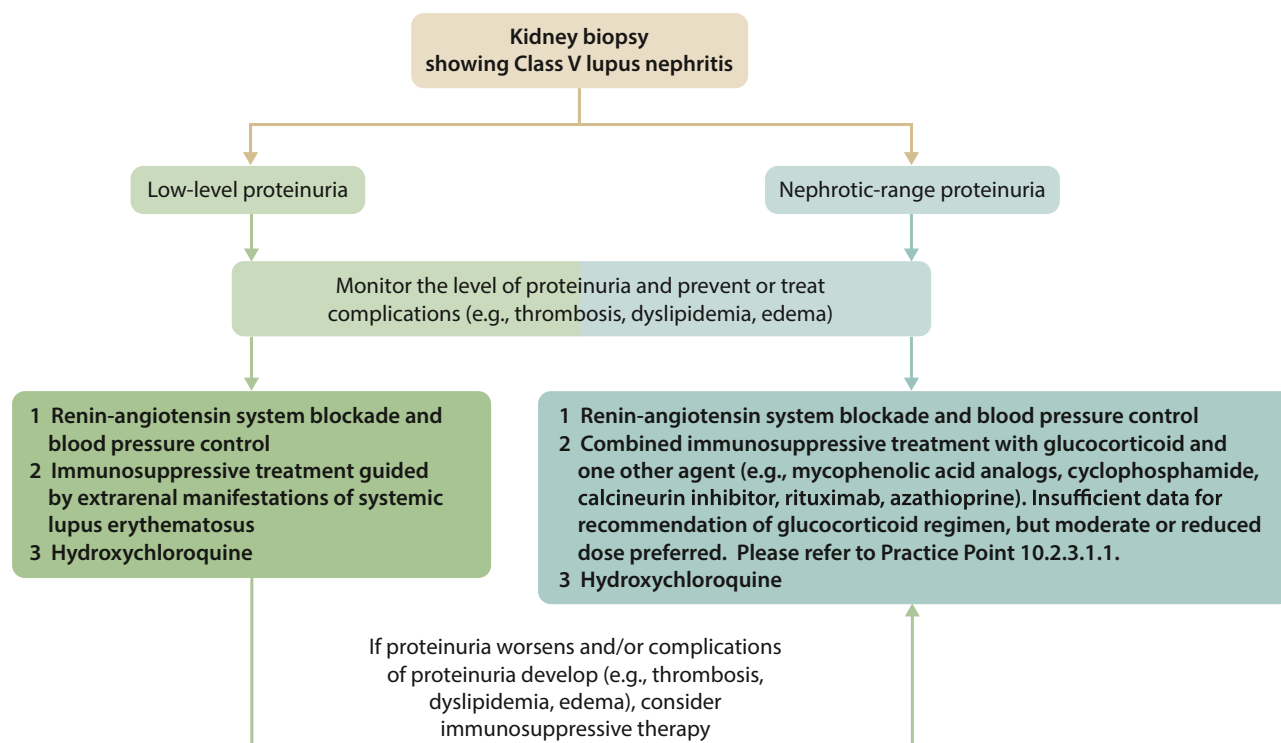 Kidney biopsy
showing Class V lupus nephritis
Low-level proteinuria
Nephrotic-range proteinuria
Monitor the level of proteinuria and prevent or treat
complications (e.g., thrombosis, dyslipidemia, edema)
1 Renin-angiotensin system blockade and
blood pressure control
2 Immunosuppressive treatment guided
by extrarenal manifestations of systemic
lupus erythematosus
3 Hydroxychloroquine
1 Renin-angiotensin system blockade and blood pressure control
2 Combined immunosuppressive treatment with glucocorticoid and
one other agent (e.g., mycophenolic acid analogs, cyclophosphamide,
calcineurin inhibitor, rituximab, azathioprine). Insufficient data for
recommendation of glucocorticoid regimen, but moderate or reduced
dose preferred. Please refer to Practice Point 10.2.3.1.1.
3 Hydroxychloroquine
If proteinuria worsens and/or complications
of proteinuria develop (e.g., thrombosis,
dyslipidemia, edema), consider
immunosuppressive therapy